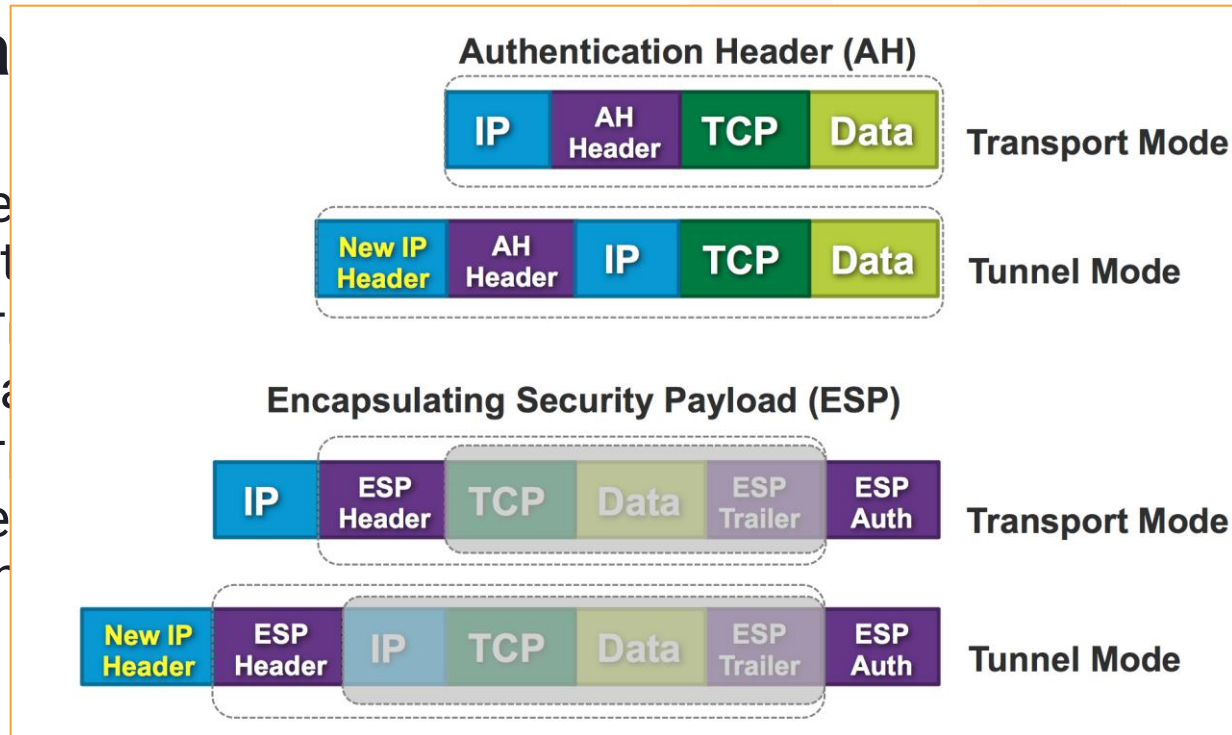 Authentication Header (AH)
IP AH Header TCP Data Transport Mode
New IP Header AH Header IP TCP Data Tunnel Mode
Encapsulating Security Payload (ESP)
IP ESP Header TCP Data ESP Trailer ESP Auth Transport Mode
New IP Header ESP Header IP TCP Data ESP Trailer ESP Auth Tunnel Mode